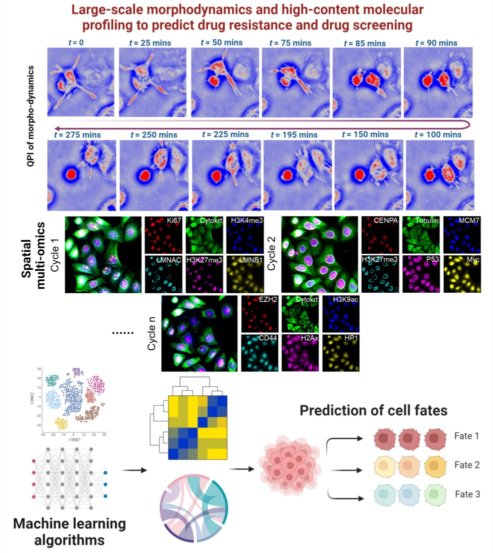 Large-scale morphodynamics and high-content molecular
profiling to predict drug resistance and drug screening
t = 0
t = 25 mins
t = 50 mins
t = 75 mins
t = 85 mins
t = 90 mins
QPI of morpho-dynamics
t = 275 mins
t = 250 mins
t = 225 mins
t = 195 mins
t = 150 mins
t = 100 mins
Spatial
multi-omics
Cycle 1
Ki67
Cytokrt
H3K4me3
LMNAC
H3K27me3
LMNB1
Cycle 2
CENPA
Tubulin
MCM7
H3K27me3
P53
Myc
......
Cycle n
EZH2
Cytokrt
H3K9ac
CD44
H2Ax
HP1
tSNE1
Machine learning
algorithms
Prediction of cell fates
Fate 1
Fate 2
Fate 3